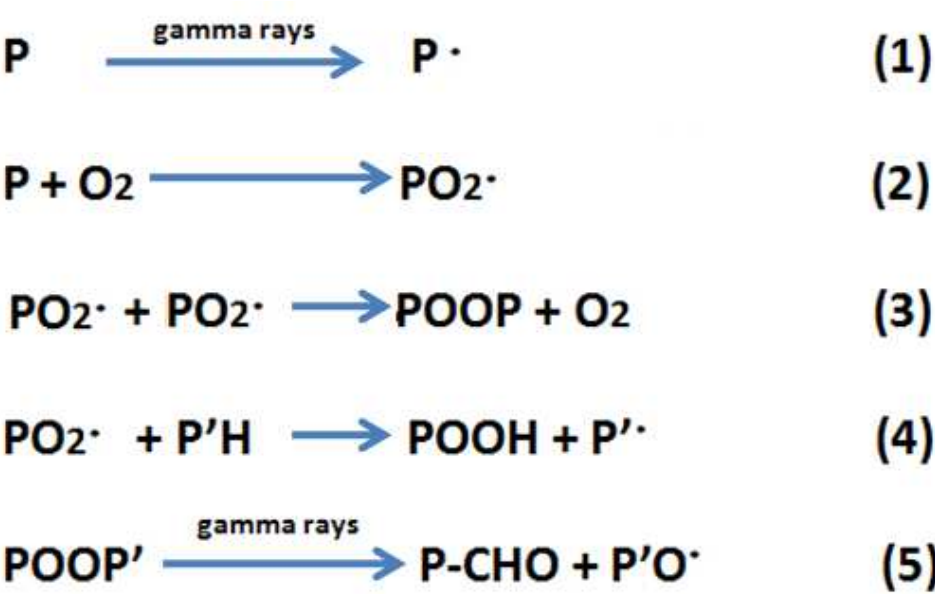 gamma rays
P → P · (1)
P + O2 → PO2· (2)
PO2· + PO2· → POOP + O2 (3)
PO2· + P'H → POOH + P'· (4)
gamma rays
POOP' → P-CHO + P'O· (5)